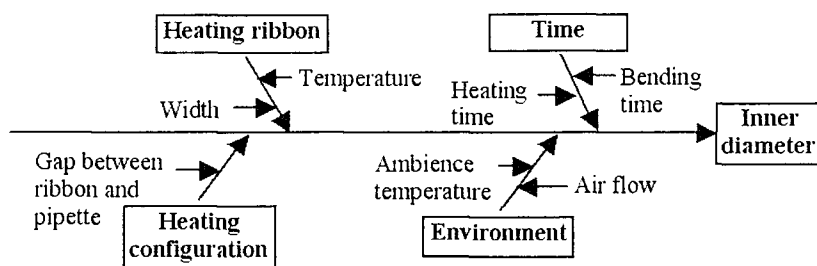 Heating ribbon
Time
Temperature
Width
Heating
time
Bending
time
Inner
diameter
Gap between
ribbon and
pipette
Heating
configuration
Ambience
temperature
Air flow
Environment